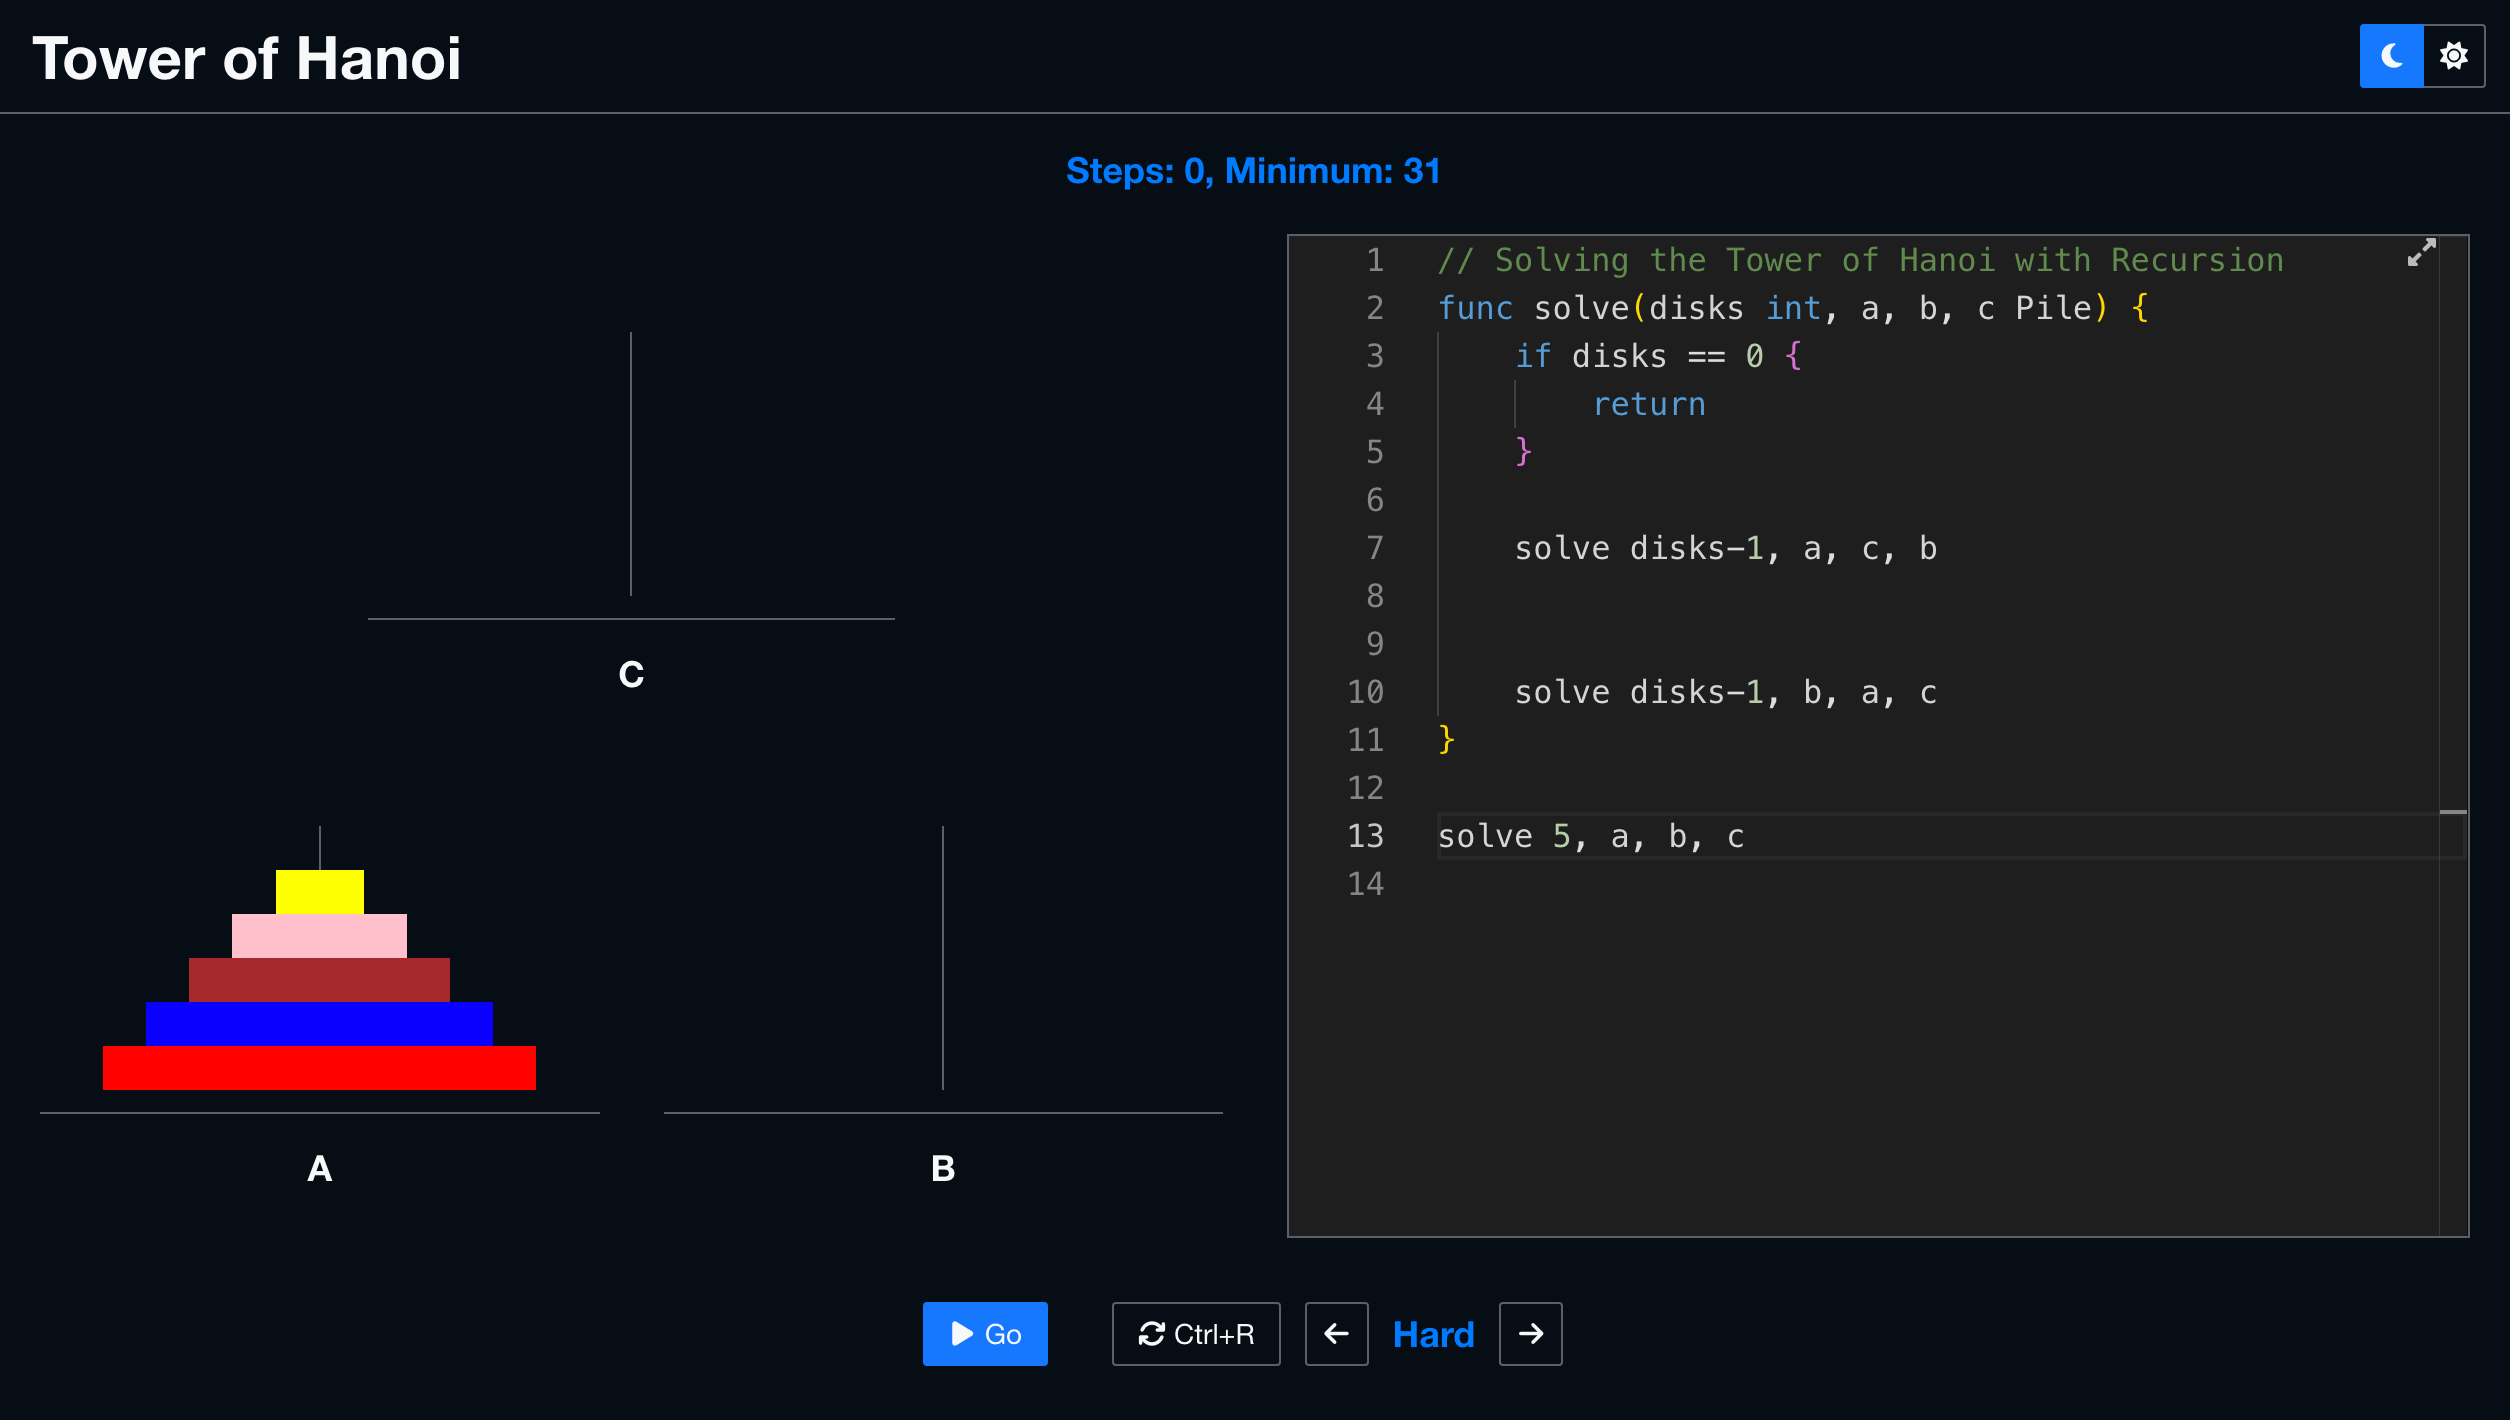 Tower of Hanoi
Steps: 0, Minimum: 31
C
A
B
1 // Solving the Tower of Hanoi with Recursion
2 func solve(disks int, a, b, c Pile) {
3 if disks == 0 {
4 return
5 }
6
7 solve disks-1, a, c, b
8
9
10 solve disks-1, b, a, c
11 }
12
13 solve 5, a, b, c
14
Go
Ctrl+R
Hard